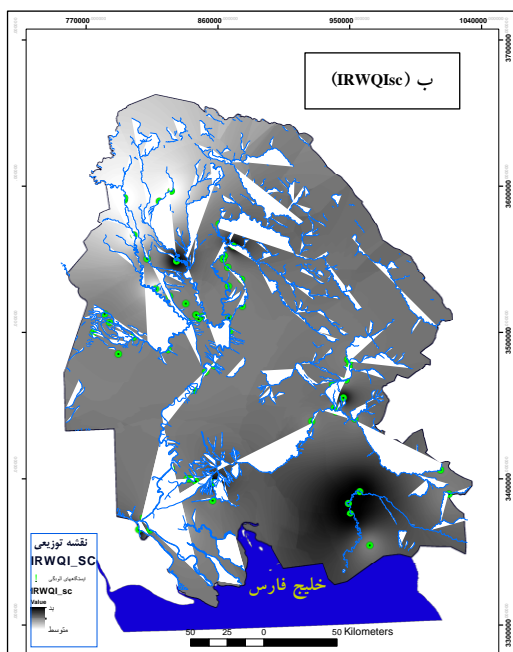 770000 860000 950000 1040000
3700000
ب (IRWQIsc)
3600000
3500000
3400000
3300000
خلیج فارس
نقشه توزیعی
IRWQI_SC
ایستگاههای آلودگی
IRWQI_sc
Value
بد
متوسط
50 25 0 50 Kilometers